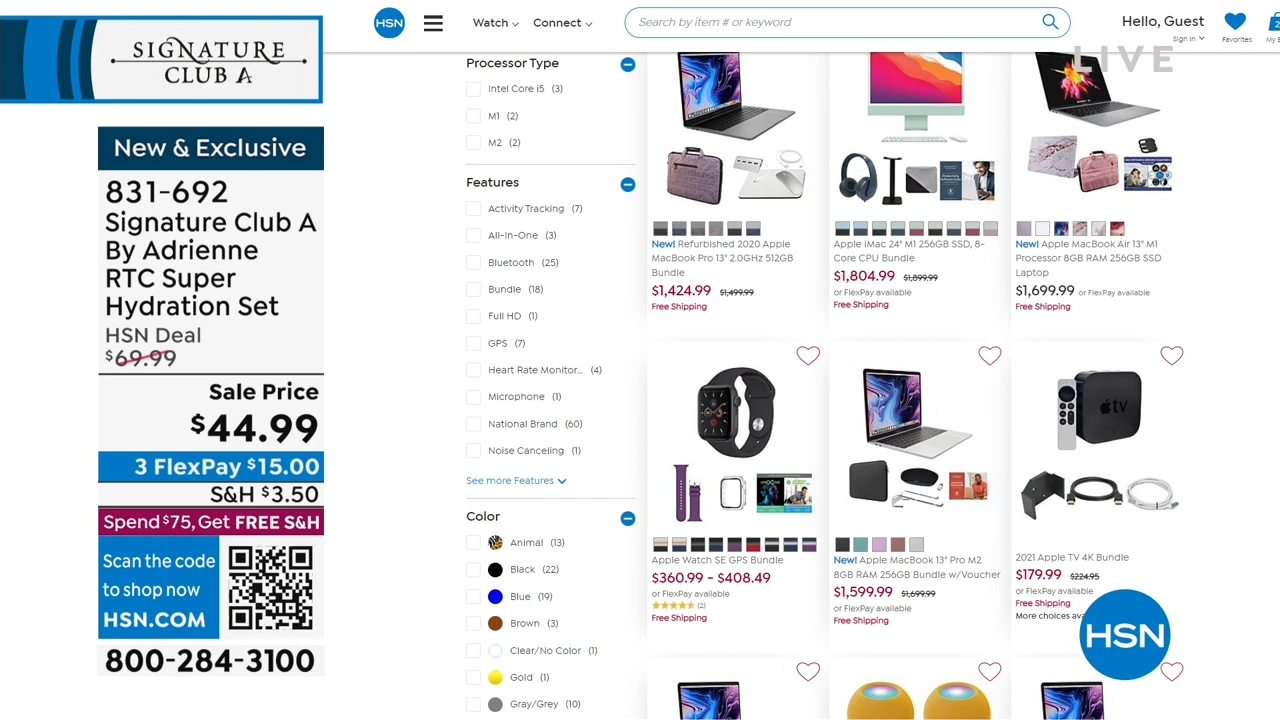 SIGNATURE
CLUB A
New & Exclusive
831-692
Signature Club A
By Adrienne
RTC Super
Hydration Set
HSN Deal
$69.99
Sale Price
$44.99
3 FlexPay $15.00
S&H $3.50
Spend $75, Get FREE S&H
Scan the code
to shop now
HSN.COM
800-284-3100
HSN
Watch
Connect
Search by item # or keyword
Hello, Guest
Sign In
Favorites
LIVE
Processor Type
Intel Core i5 (3)
M1 (2)
M2 (2)
Features
Activity Tracking (7)
All-In-One (3)
Bluetooth (25)
Bundle (18)
Full HD (1)
GPS (7)
Heart Rate Monitor... (4)
Microphone (1)
National Brand (60)
Noise Canceling (1)
See more Features
Color
Animal (13)
Black (22)
Blue (19)
Brown (3)
Clear/No Color (1)
Gold (1)
Gray/Grey (10)
New! Refurbished 2020 Apple
MacBook Pro 13" 2.0GHz 512GB
Bundle
$1,424.99 $1,499.99
Free Shipping
Apple iMac 24" M1 256GB SSD, 8-
Core CPU Bundle
$1,804.99 $1,899.99
or FlexPay available
Free Shipping
New! Apple MacBook Air 13" M1
Processor 8GB RAM 256GB SSD
Laptop
$1,699.99 or FlexPay available
Free Shipping
Apple Watch SE GPS Bundle
$360.99 - $408.49
or FlexPay available
(2)
Free Shipping
New! Apple MacBook 13" Pro M2
8GB RAM 256GB Bundle w/Voucher
$1,599.99 $1,699.99
or FlexPay available
Free Shipping
tv
2021 Apple TV 4K Bundle
$179.99 $224.95
or FlexPay available
Free Shipping
More choices
HSN